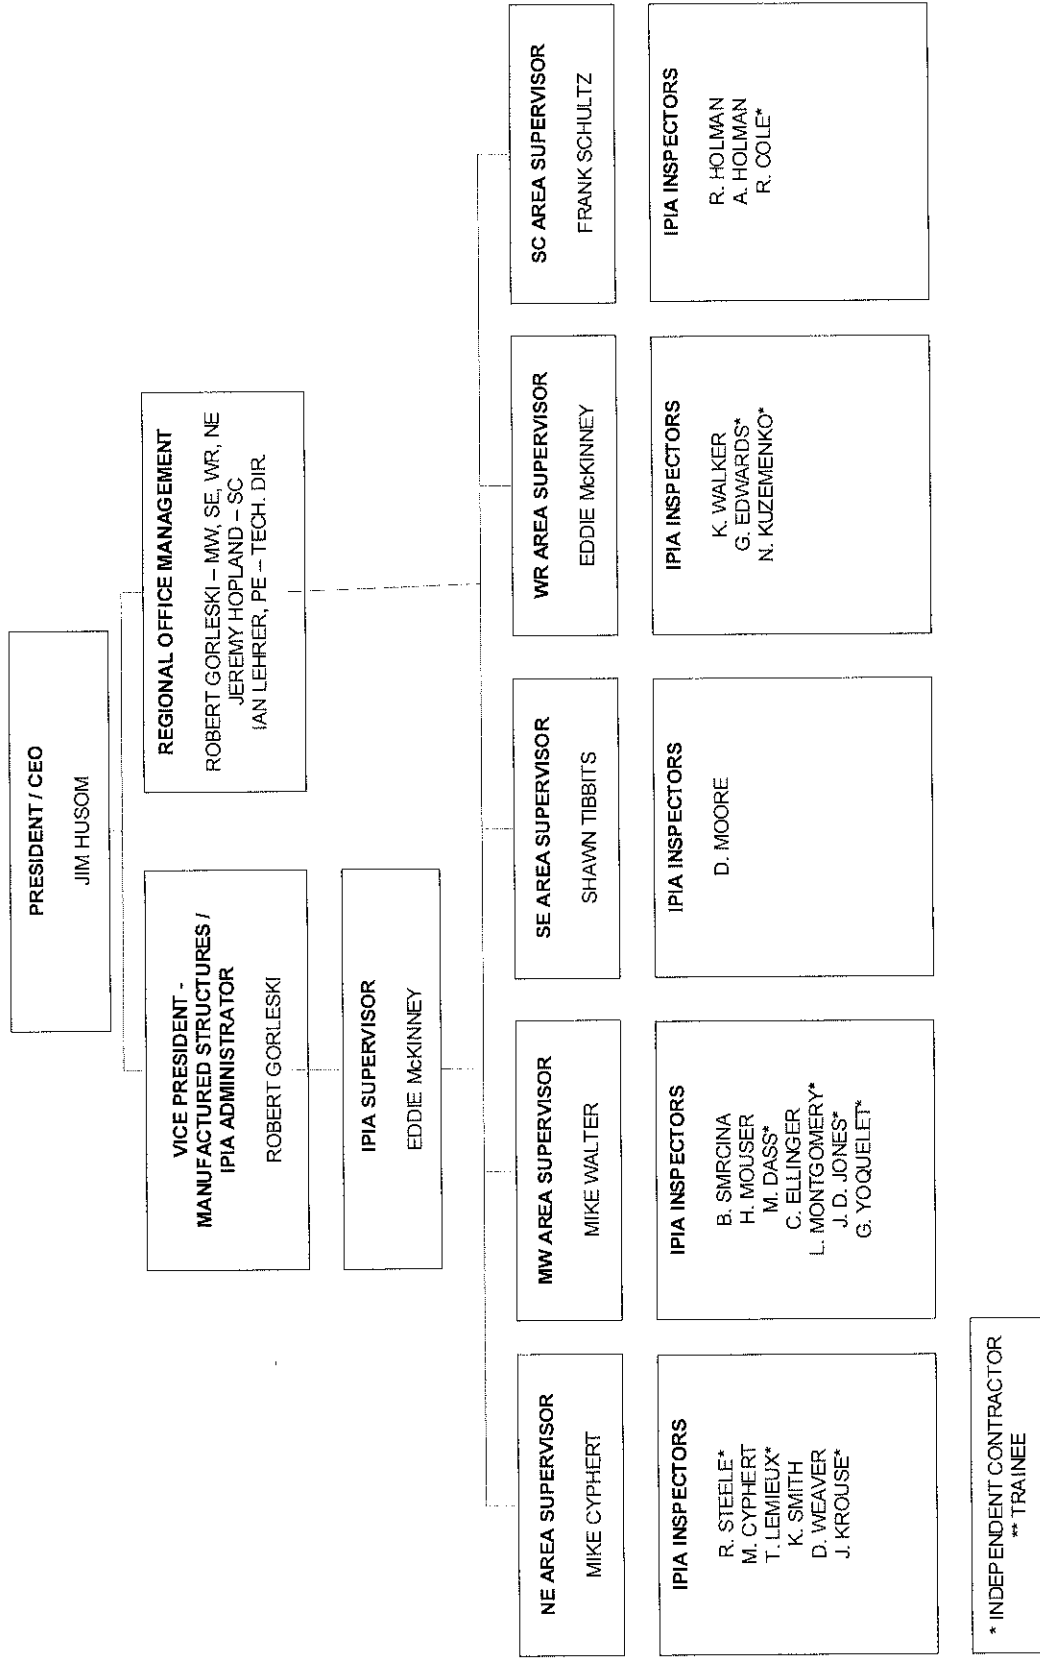 PRESIDENT / CEO
JIM HUSOM
VICE PRESIDENT -
MANUFACTURED STRUCTURES /
IPIA ADMINISTRATOR
ROBERT GORLESKI
REGIONAL OFFICE MANAGEMENT
ROBERT GORLESKI – MW, SE, WR, NE
JEREMY HOPLAND – SC
IAN LEHRER, PE – TECH. DIR.
IPIA SUPERVISOR
EDDIE McKINNEY
NE AREA SUPERVISOR
MIKE CYPHERT
MW AREA SUPERVISOR
MIKE WALTER
SE AREA SUPERVISOR
SHAWN TIBBITS
WR AREA SUPERVISOR
EDDIE McKINNEY
SC AREA SUPERVISOR
FRANK SCHULTZ
IPIA INSPECTORS
R. STEELE*
M. CYPHERT
T. LEMIEUX*
K. SMITH
D. WEAVER
J. KROUSE*
IPIA INSPECTORS
B. SMRCINA
H. MOUSER
M. DASS*
C. ELLINGER
L. MONTGOMERY*
J. D. JONES*
G. YOQUELET*
IPIA INSPECTORS
D. MOORE
IPIA INSPECTORS
K. WALKER
G. EDWARDS*
N. KUZEMENKO*
IPIA INSPECTORS
R. HOLMAN
A. HOLMAN
R. COLE*
* INDEPENDENT CONTRACTOR
** TRAINEE